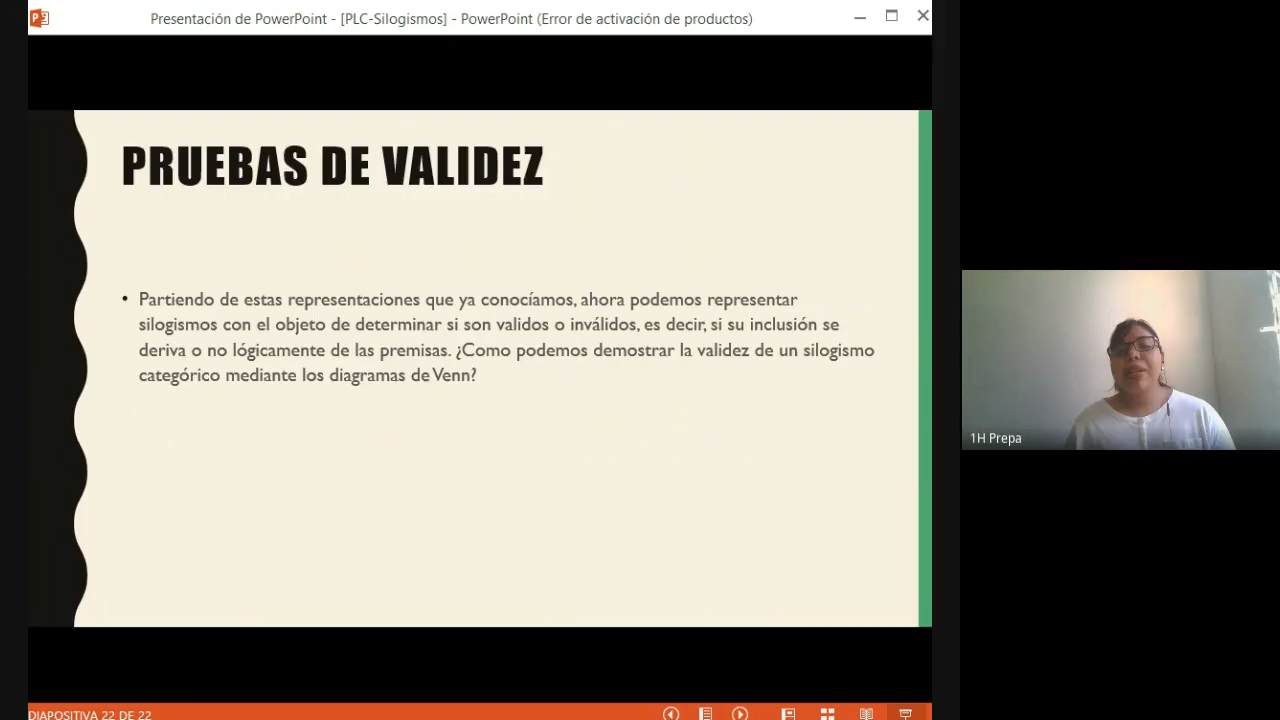 Presentación de PowerPoint - [PLC-Silogismos] - PowerPoint (Error de activación de productos)
PRUEBAS DE VALIDEZ
• Partiendo de estas representaciones que ya conocíamos, ahora podemos representar
silogismos con el objeto de determinar si son validos o inválidos, es decir, si su inclusión se
deriva o no lógicamente de las premisas. ¿Como podemos demostrar la validez de un silogismo
categórico mediante los diagramas de Venn?
1H Prepa
DIAPOSITIVA 22 DE 22